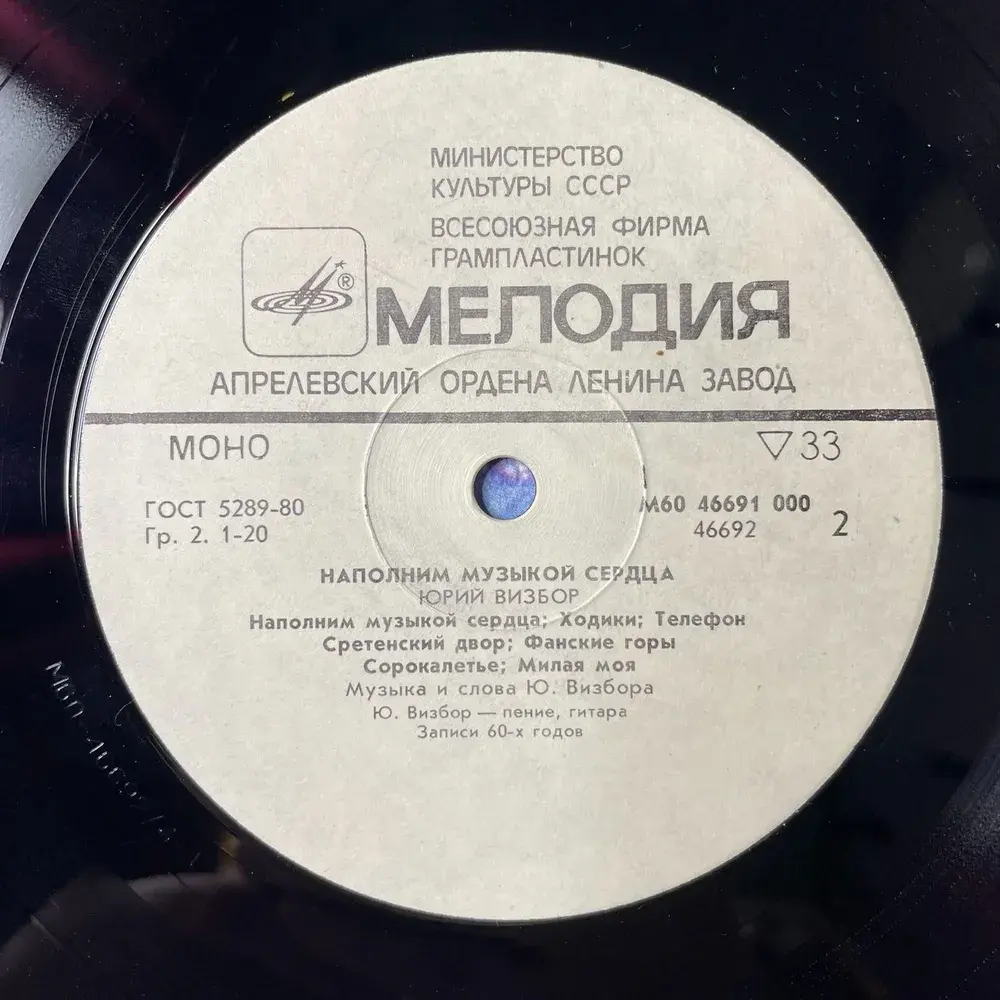 МИНИСТЕРСТВО
КУЛЬТУРЫ СССР
ВСЕСОЮЗНАЯ ФИРМА
ГРАМПЛАСТИНОК
®
МЕЛОДИЯ
АПРЕЛЕВСКИЙ ОРДЕНА ЛЕНИНА ЗАВОД
МОНО
▽33
ГОСТ 5289-80
Гр. 2. 1-20
М60 46691 000
46692
2
НАПОЛНИМ МУЗЫКОЙ СЕРДЦА
ЮРИЙ ВИЗБОР
Наполним музыкой сердца; Ходики; Телефон
Сретенский двор; Фанские горы
Сорокалетье; Милая моя
Музыка и слова Ю. Визбора
Ю. Визбор — пение, гитара
Записи 60-х годов